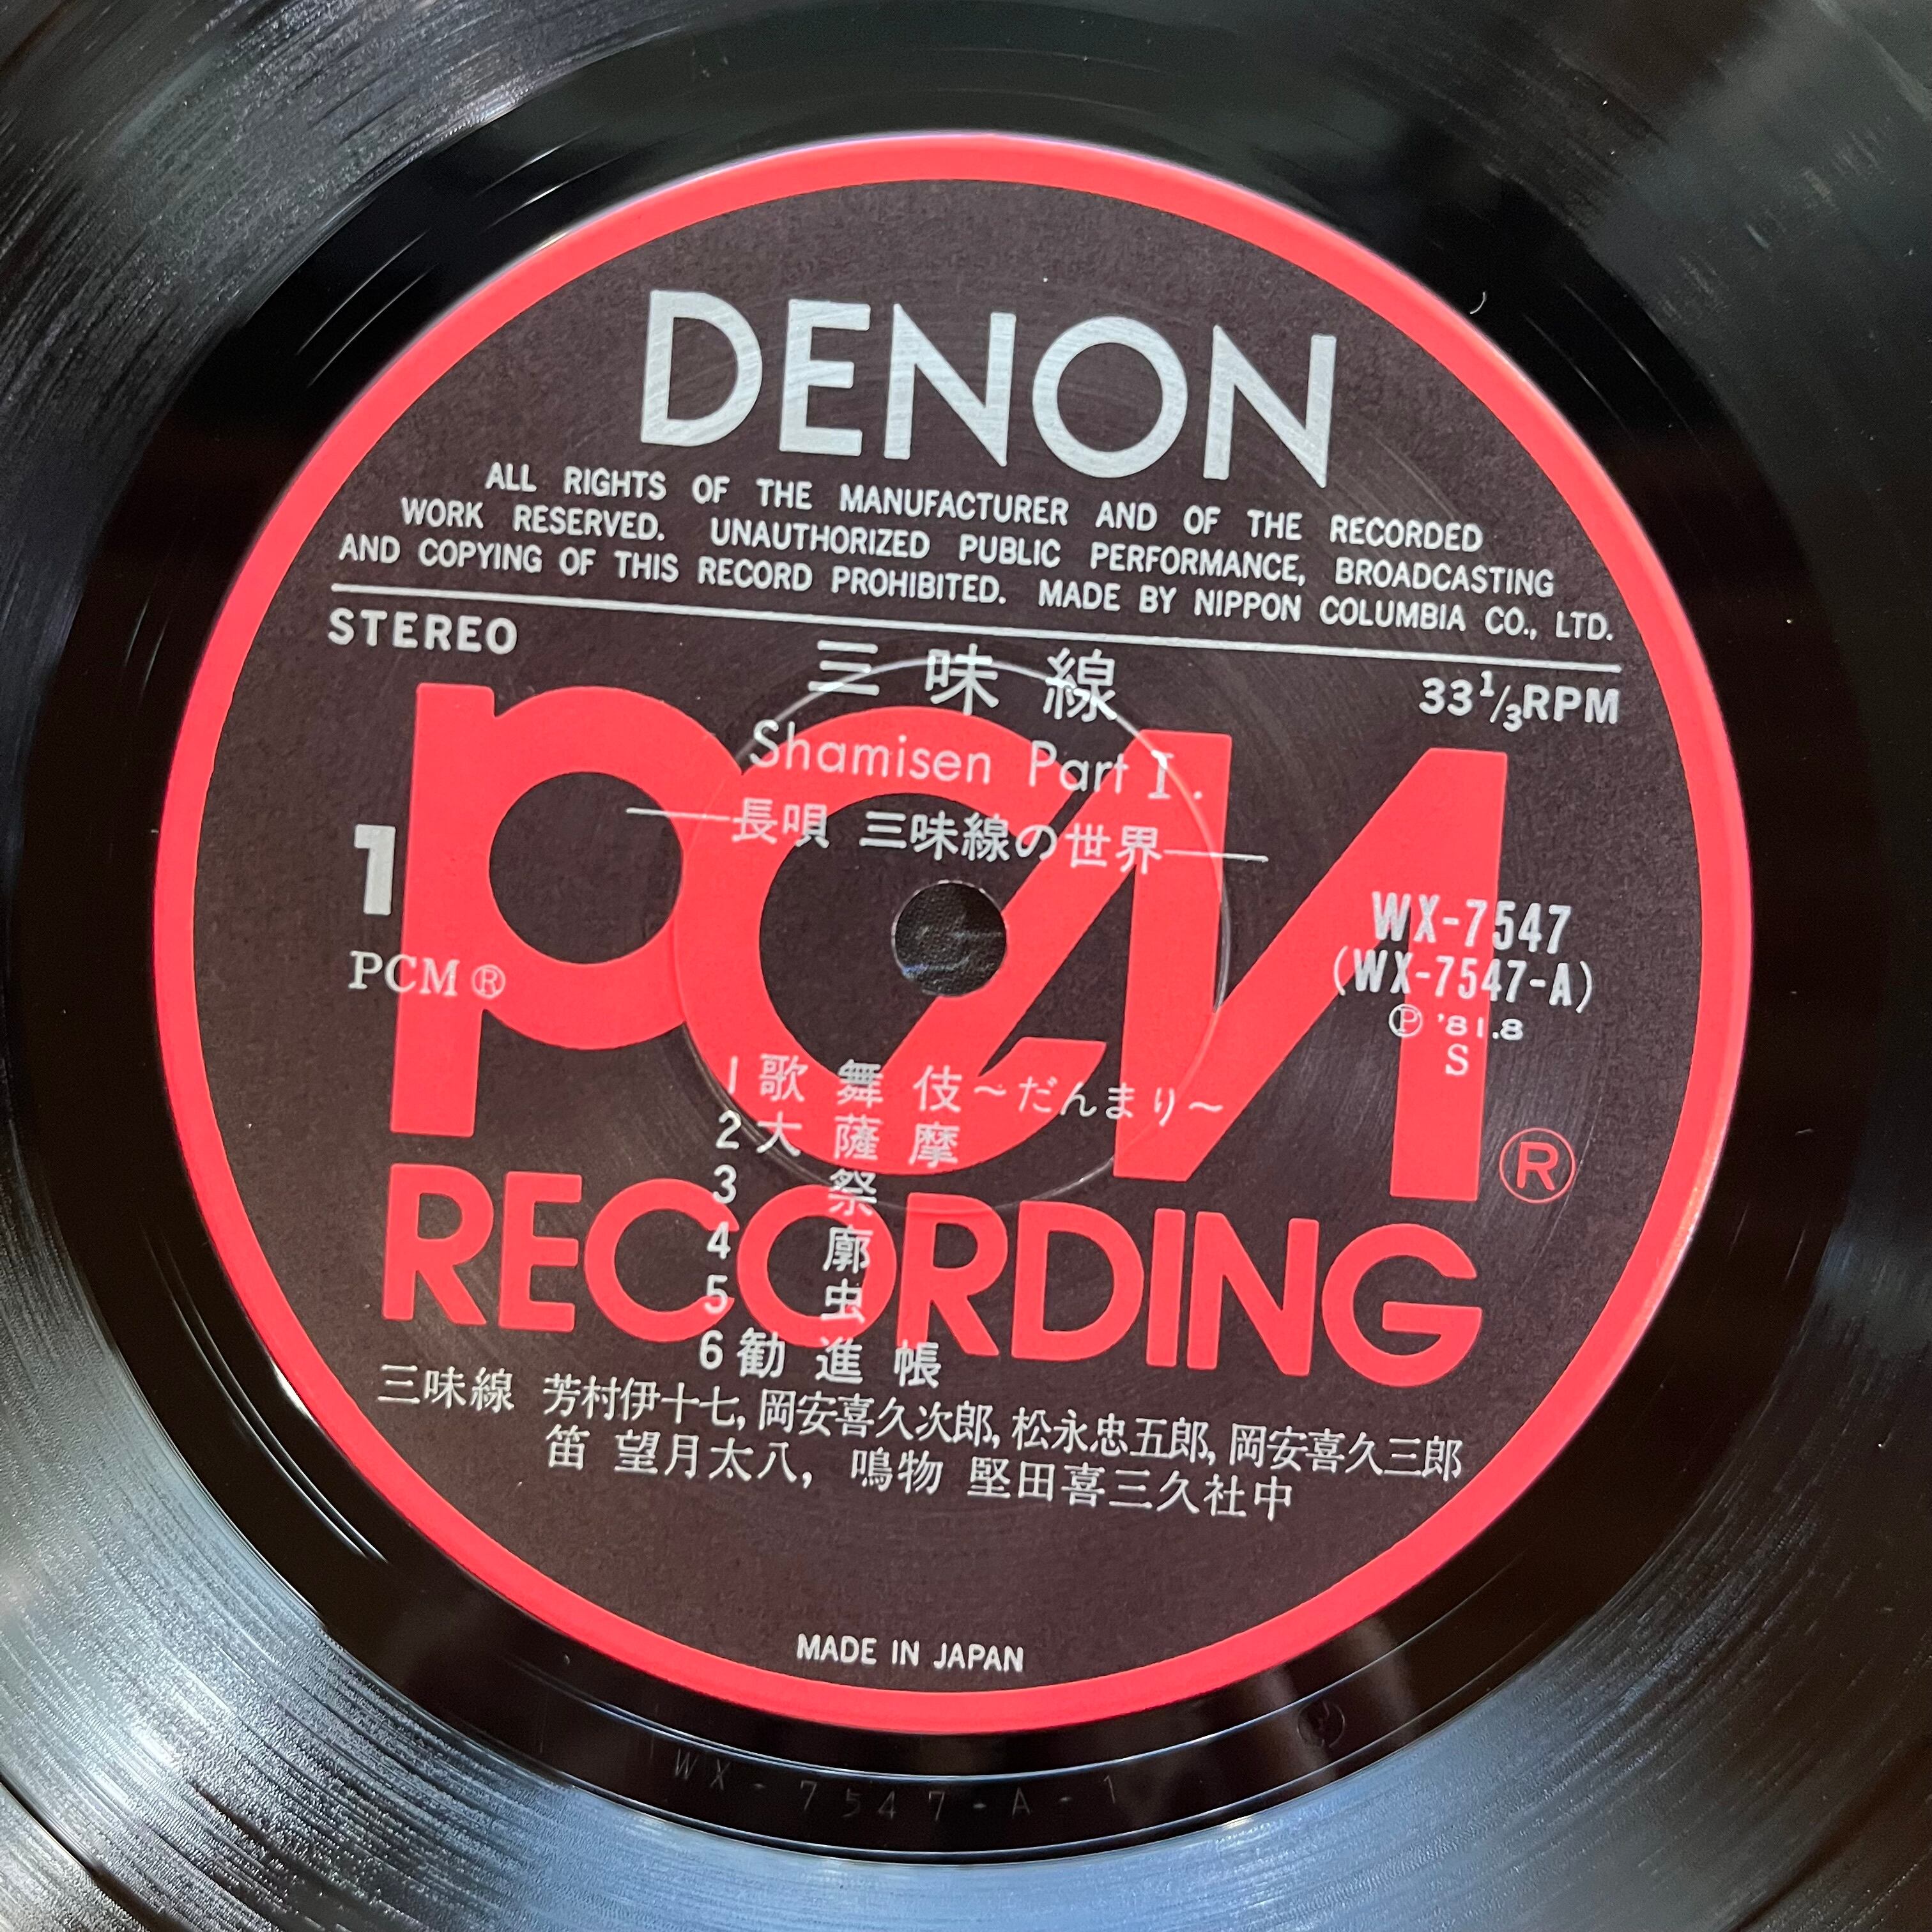 DENON
ALL RIGHTS OF THE MANUFACTURER AND OF THE RECORDED
WORK RESERVED. UNAUTHORIZED PUBLIC PERFORMANCE, BROADCASTING
AND COPYING OF THIS RECORD PROHIBITED. MADE BY NIPPON COLUMBIA CO., LTD.
STEREO
33 1/3 RPM
三味線
Shamisen Part I.
—長唄 三味線の世界—
1
PCM®
PCM
RECORDING®
WX-7547
(WX-7547-A)
Ⓟ '81.8
S
1 歌舞伎～だんまり～
2 大薩摩
3 祭
4 廓
5 虫
6 勧進帳
三味線 芳村伊十七, 岡安喜久次郎, 松永忠五郎, 岡安喜久三郎
笛 望月太八, 鳴物 堅田喜三久社中
MADE IN JAPAN
WX-7547-A-1